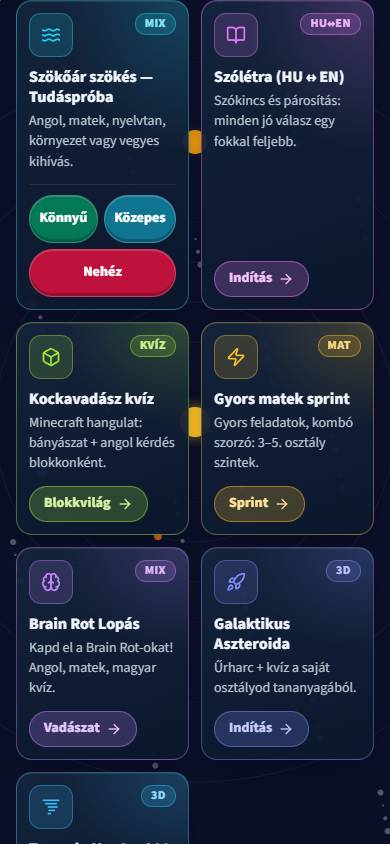 MIX
Szökőár szökés —
Tudáspróba
Angol, matek, nyelvtan,
környezet vagy vegyes
kihívás.
Könnyű
Közepes
Nehéz
HU↔EN
Szólétra (HU ↔ EN)
Szókincs és párosítás:
minden jó válasz egy
fokkal feljebb.
Indítás →
KVÍZ
Kockavadász kvíz
Minecraft hangulat:
bányászat + angol kérdés
blokkonként.
Blokkvilág →
MAT
Gyors matek sprint
Gyors feladatok, kombó
szorzó: 3–5. osztály
szintek.
Sprint →
MIX
Brain Rot Lopás
Kapd el a Brain Rot-okat!
Angol, matek, magyar
kvíz.
Vadászat →
3D
Galaktikus
Aszteroida
Űrharc + kvíz a saját
osztályod tananyagából.
Indítás →
3D